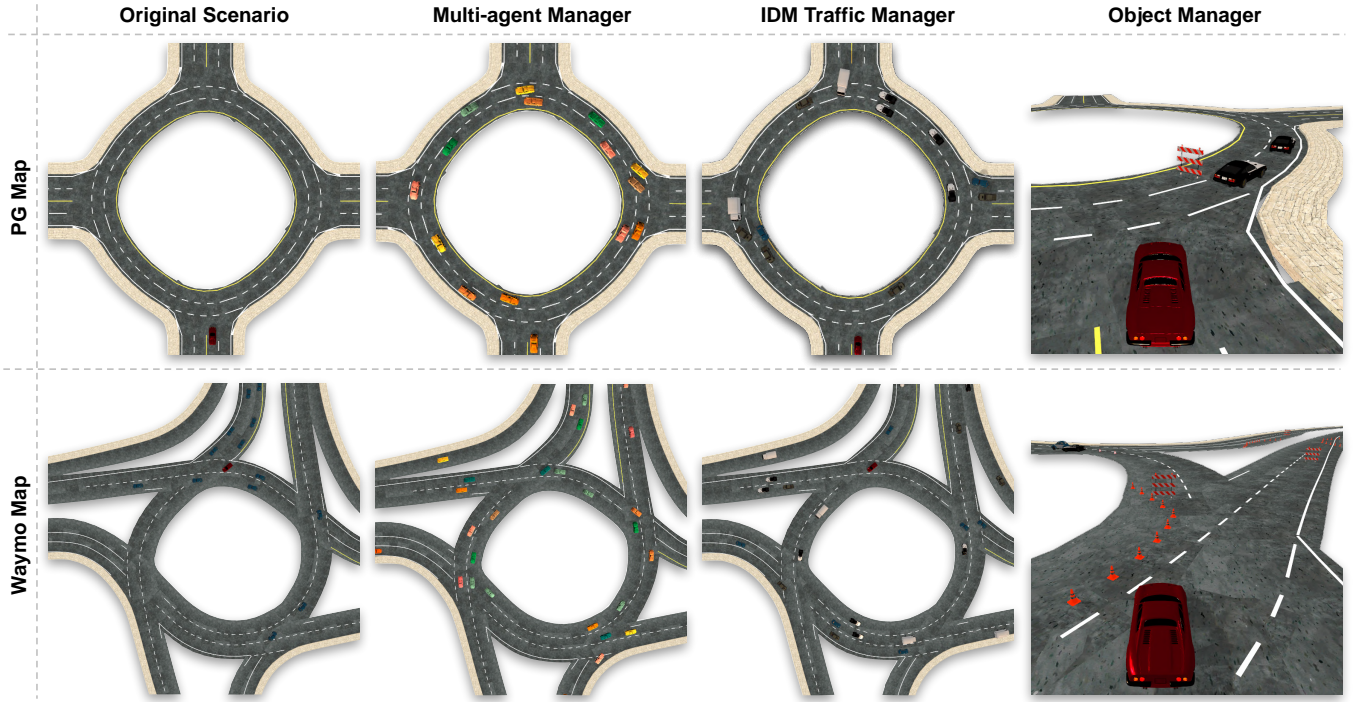 Original Scenario
Multi-agent Manager
IDM Traffic Manager
Object Manager
PG Map
Waymo Map